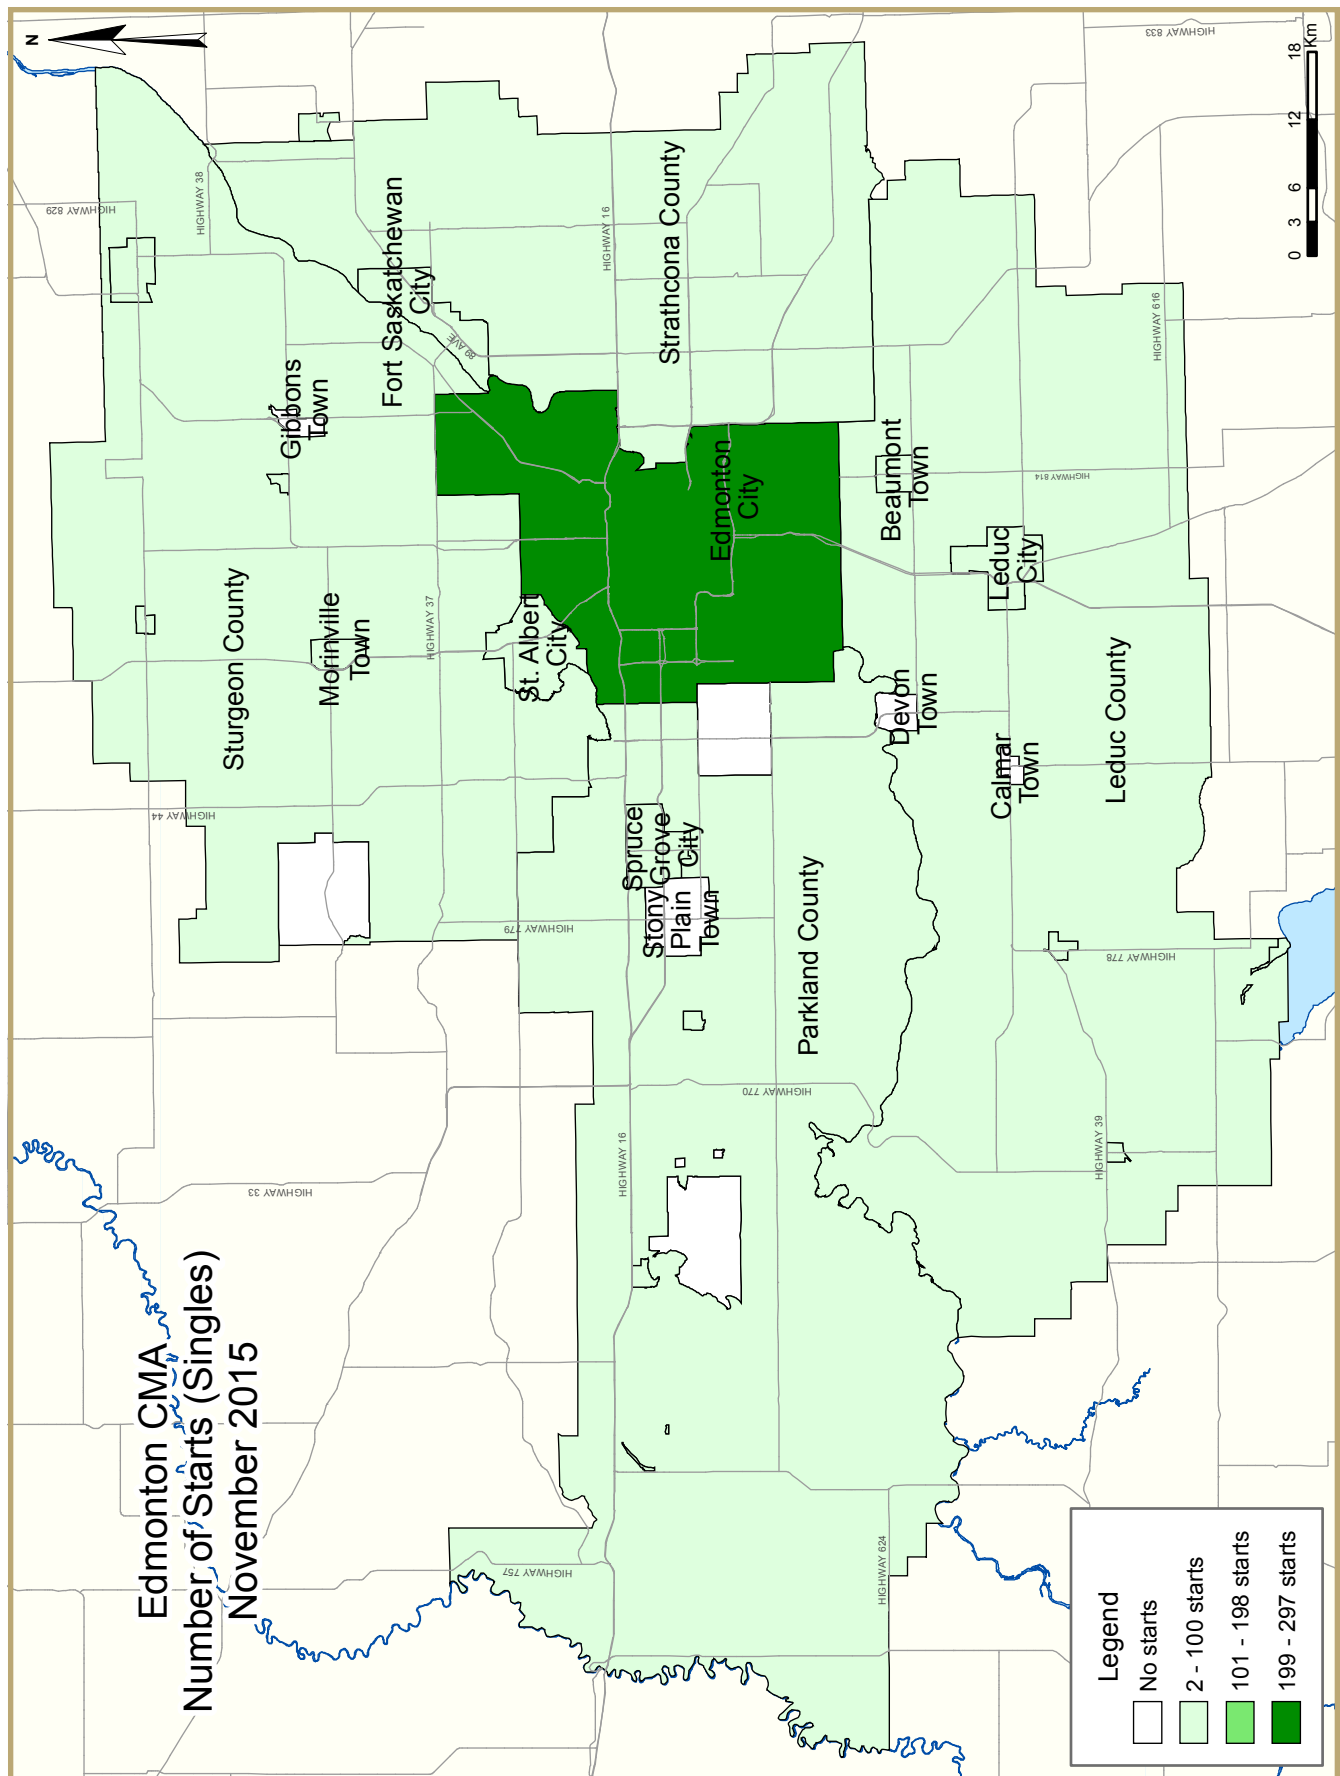 Edmonton CMA
Number of Starts (Singles)
November 2015
N
HIGHWAY 829
HIGHWAY 38
HIGHWAY 833
HIGHWAY 44
Sturgeon County
Gibbons
Town
Fort Saskatchewan
City
89 AVE
Morinville
Town
HIGHWAY 37
HIGHWAY 33
HIGHWAY 779
St. Albert
City
HIGHWAY 757
HIGHWAY 16
HIGHWAY 16
Strathcona County
Spruce
Grove
City
Stony
Plain
Town
Edmonton
City
HIGHWAY 770
Parkland County
HIGHWAY 624
Beaumont
Town
Devon
Town
Leduc
City
Calmar
Town
HIGHWAY 814
Leduc County
HIGHWAY 39
HIGHWAY 778
HIGHWAY 616
Legend
No starts
2 - 100 starts
101 - 198 starts
199 - 297 starts
0 3 6 12 18
Km